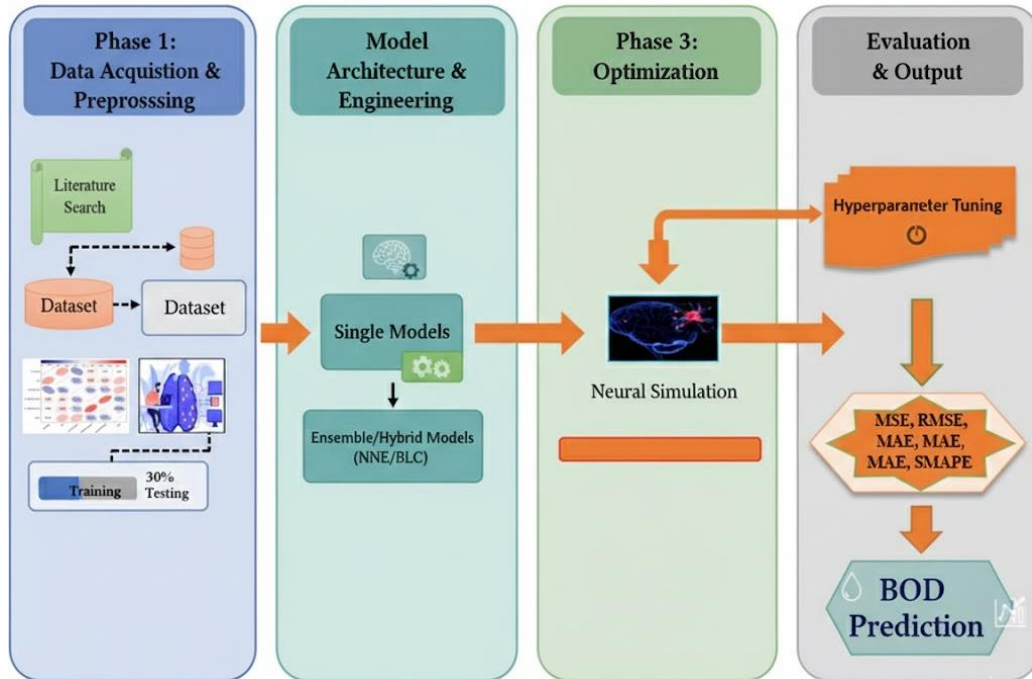 Phase 1:
Data Acquistion &
Preprosssing
Literature
Search
Dataset
Dataset
Training
30%
Testing
Model
Architecture &
Engineering
Single Models
Ensemble/Hybrid Models
(NNE/BLC)
Phase 3:
Optimization
Neural Simulation
Evaluation
& Output
Hyperparameter Tuning
MSE, RMSE,
MAE, MAE,
MAE, SMAPE
BOD
Prediction